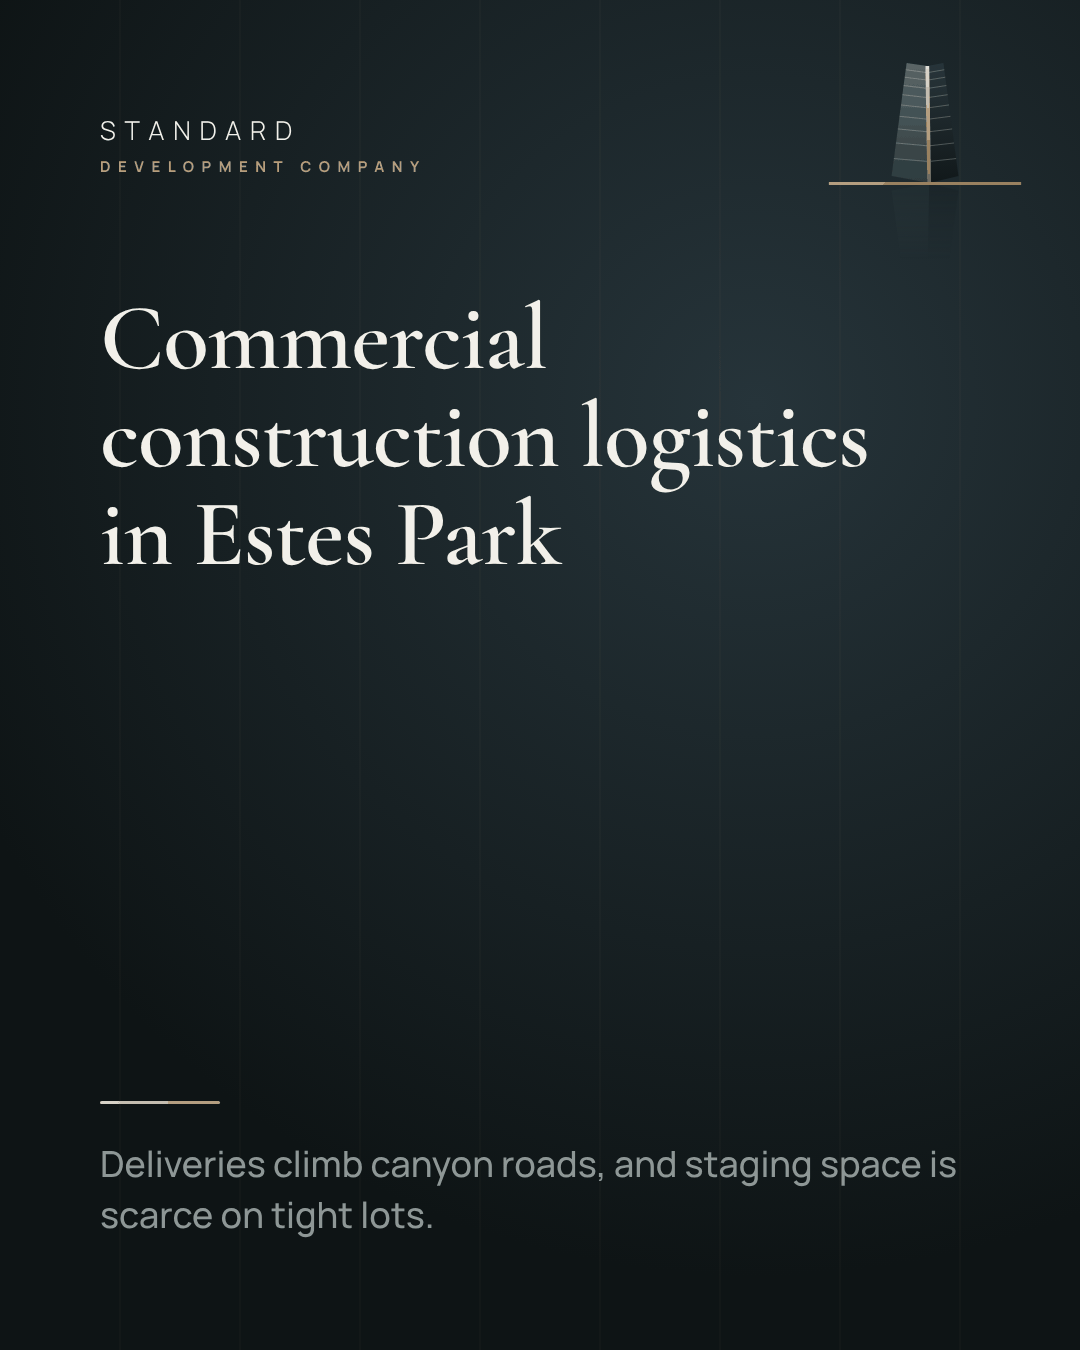 STANDARD
DEVELOPMENT COMPANY
Commercial
construction logistics
in Estes Park
Deliveries climb canyon roads, and staging space is
scarce on tight lots.